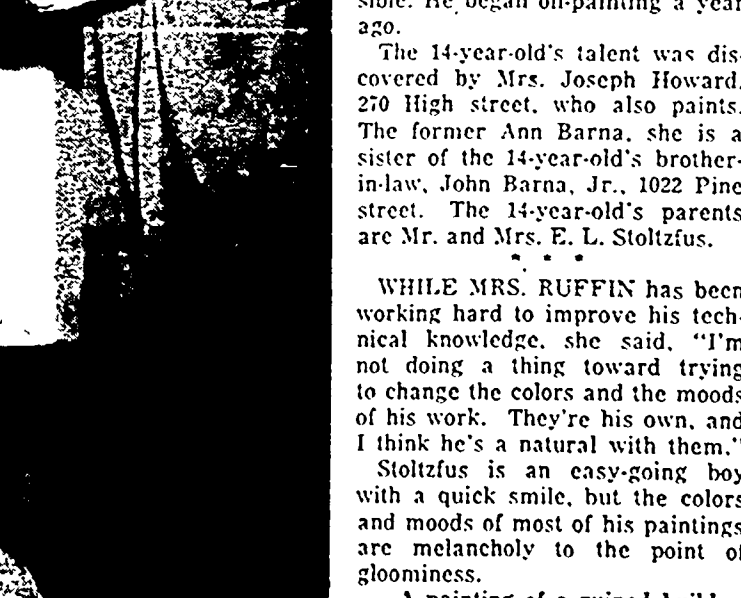 sible. He began oil-painting a year
ago.
The 14-year-old's talent was dis-
covered by Mrs. Joseph Howard,
270 High street, who also paints.
The former Ann Barna, she is a
sister of the 14-year-old's brother-
in-law, John Barna, Jr., 1022 Pine
street. The 14-year-old's parents
are Mr. and Mrs. E. L. Stoltzfus.
* * *
WHILE MRS. RUFFIN has been
working hard to improve his tech-
nical knowledge, she said, "I'm
not doing a thing toward trying
to change the colors and the moods
of his work. They're his own, and
I think he's a natural with them."
Stoltzfus is an easy-going boy
with a quick smile, but the colors
and moods of most of his paintings
are melancholy to the point of
gloominess.
A painting of a ruined